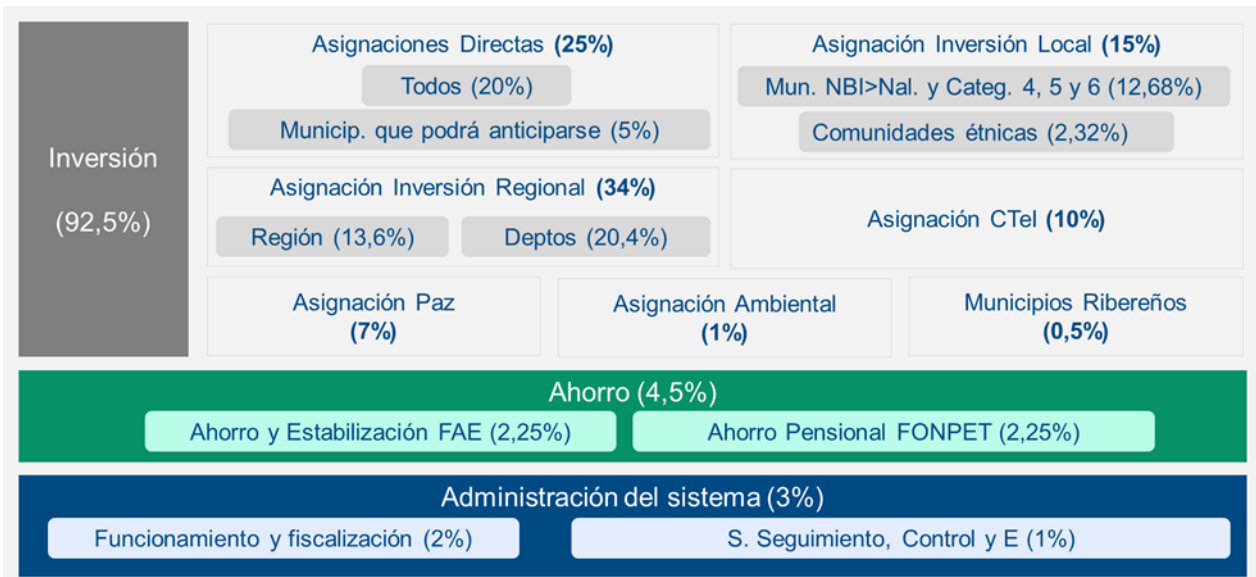 Inversión
(92,5%)
Asignaciones Directas (25%)
Todos (20%)
Municip. que podrá anticiparse (5%)
Asignación Inversión Local (15%)
Mun. NBI>Nal. y Categ. 4, 5 y 6 (12,68%)
Comunidades étnicas (2,32%)
Asignación Inversión Regional (34%)
Región (13,6%)
Deptos (20,4%)
Asignación CTeI (10%)
Asignación Paz
(7%)
Asignación Ambiental
(1%)
Municipios Ribereños
(0,5%)
Ahorro (4,5%)
Ahorro y Estabilización FAE (2,25%)
Ahorro Pensional FONPET (2,25%)
Administración del sistema (3%)
Funcionamiento y fiscalización (2%)
S. Seguimiento, Control y E (1%)